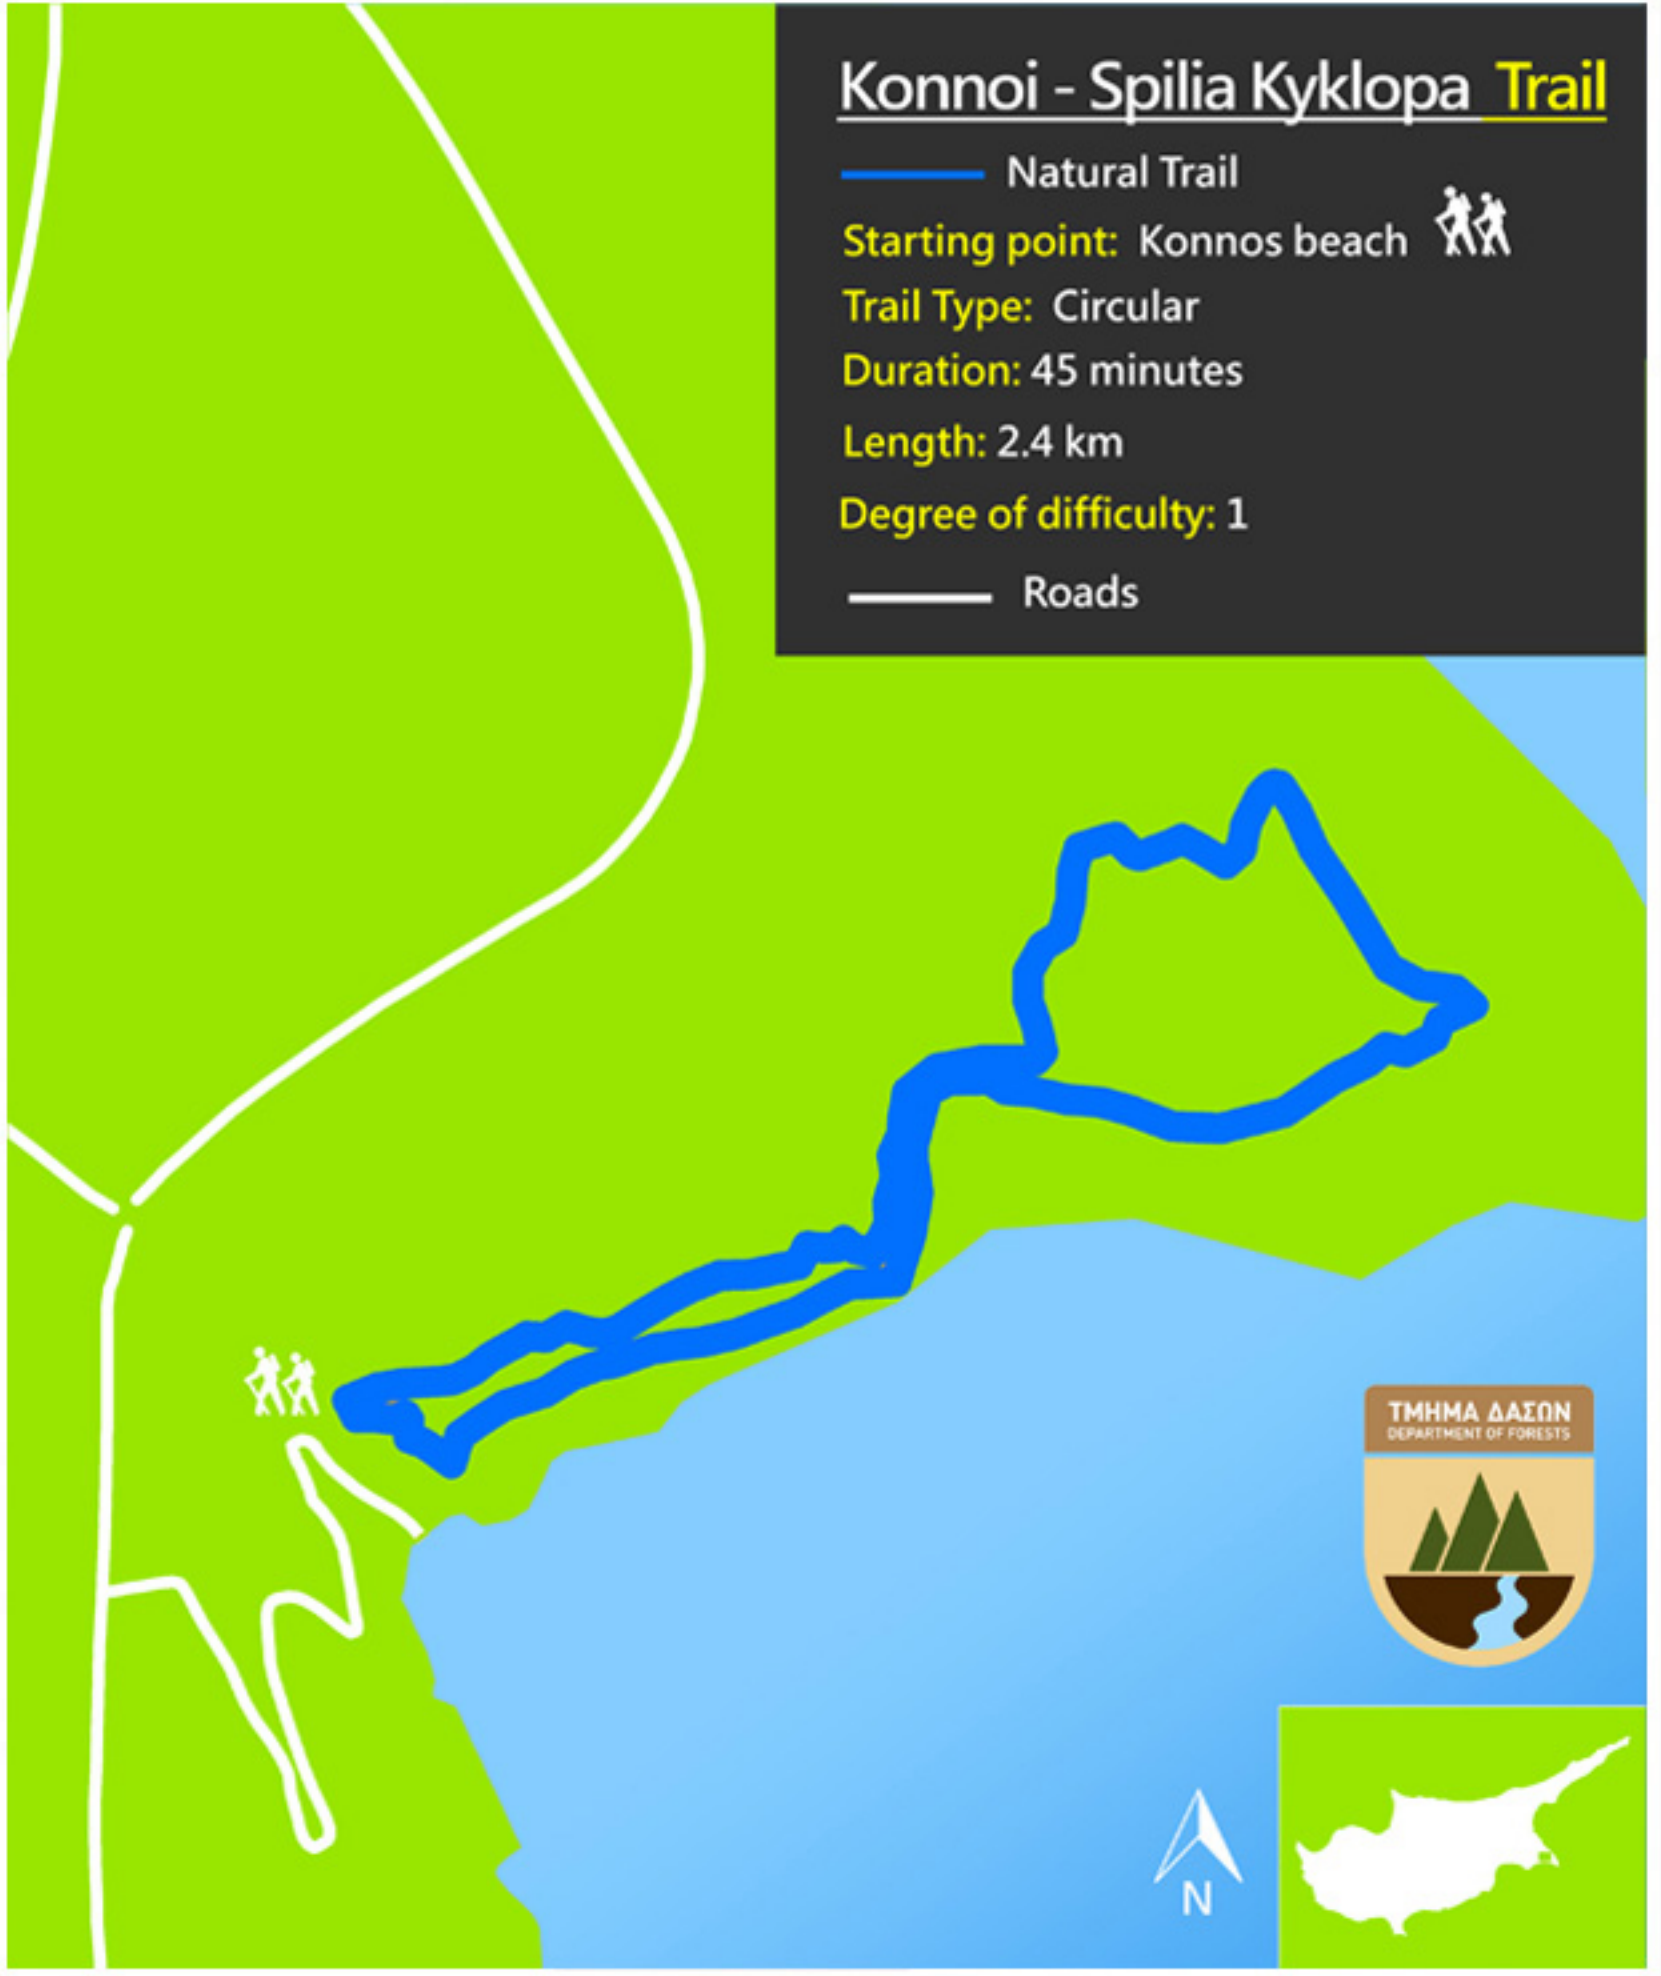 Konnoi - Spilia Kyklopa Trail
Natural Trail
Starting point: Konnos beach
Trail Type: Circular
Duration: 45 minutes
Length: 2.4 km
Degree of difficulty: 1
Roads
ΤΜΗΜΑ ΔΑΣΩΝ
DEPARTMENT OF FORESTS
N